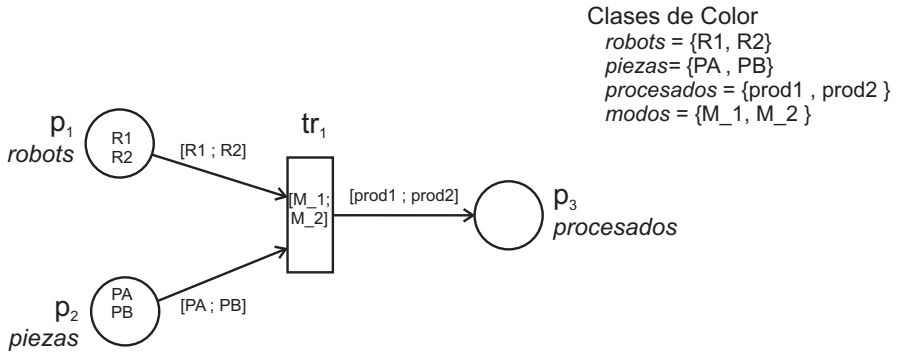 Clases de Color
robots = {R1, R2}
piezas= {PA , PB}
procesados = {prod1 , prod2 }
modos = {M_1, M_2 }
p₁
robots
R1
R2
[R1 ; R2]
tr₁
[M_1;
M_2]
[prod1 ; prod2]
p₃
procesados
p₂
piezas
PA
PB
[PA ; PB]